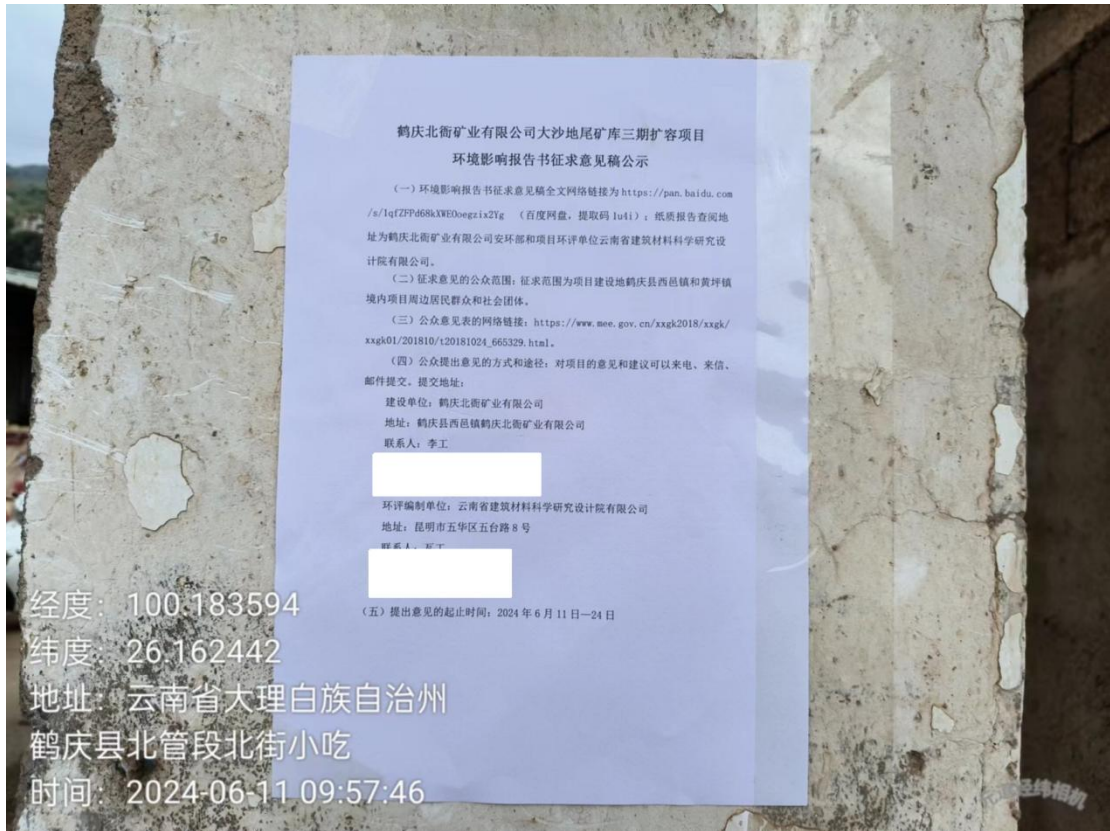 鹤庆北衙矿业有限公司大沙地尾矿库三期扩容项目
环境影响报告书征求意见稿公示
（一）环境影响报告书征求意见稿全文网络链接为 https://pan.baidu.com
/s/1qfZFPd68kXWEOoegzix2Yg （百度网盘，提取码 1u4i）；纸质报告查阅地
址为鹤庆北衙矿业有限公司安环部和项目环评单位云南省建筑材料科学研究设
计院有限公司。
（二）征求意见的公众范围：征求范围为项目建设地鹤庆县西邑镇和黄坪镇
境内项目周边居民群众和社会团体。
（三）公众意见表的网络链接：https://www.mee.gov.cn/xxgk2018/xxgk/
xxgk01/201810/t20181024_665329.html。
（四）公众提出意见的方式和途径：对项目的意见和建议可以来电、来信、
邮件提交。提交地址：
建设单位：鹤庆北衙矿业有限公司
地址：鹤庆县西邑镇鹤庆北衙矿业有限公司
联系人：李工
环评编制单位：云南省建筑材料科学研究设计院有限公司
地址：昆明市五华区五台路 8 号
联系人：瓦工
（五）提出意见的起止时间：2024 年 6 月 11 日—24 日
经度：100.183594
纬度：26.162442
地址：云南省大理白族自治州
鹤庆县北管段北街小吃
时间：2024-06-11 09:57:46
经纬相机